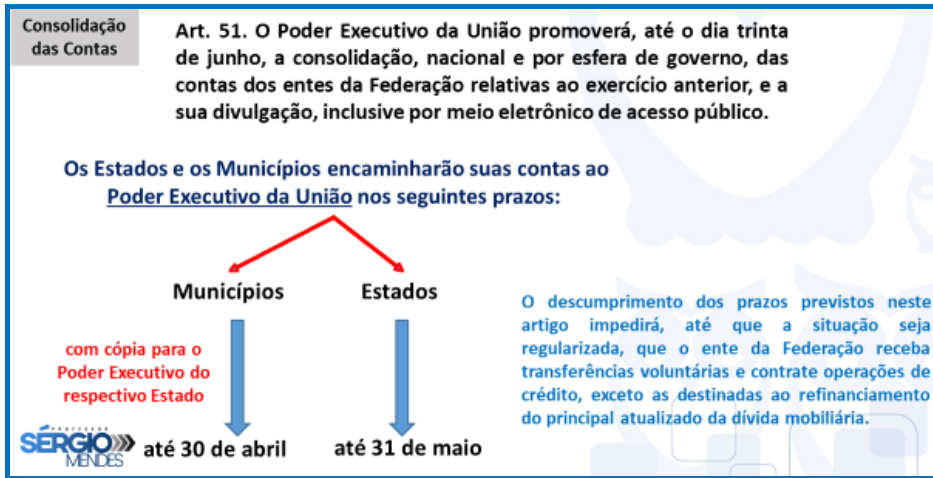 Consolidação
das Contas
Art. 51. O Poder Executivo da União promoverá, até o dia trinta
de junho, a consolidação, nacional e por esfera de governo, das
contas dos entes da Federação relativas ao exercício anterior, e a
sua divulgação, inclusive por meio eletrônico de acesso público.
Os Estados e os Municípios encaminharão suas contas ao
Poder Executivo da União nos seguintes prazos:
Municípios
Estados
com cópia para o
Poder Executivo do
respectivo Estado
até 30 de abril
até 31 de maio
O descumprimento dos prazos previstos neste
artigo impedirá, até que a situação seja
regularizada, que o ente da Federação receba
transferências voluntárias e contrate operações de
crédito, exceto as destinadas ao refinanciamento
do principal atualizado da dívida mobiliária.
PROFESSOR
SÉRGIO
MENDES